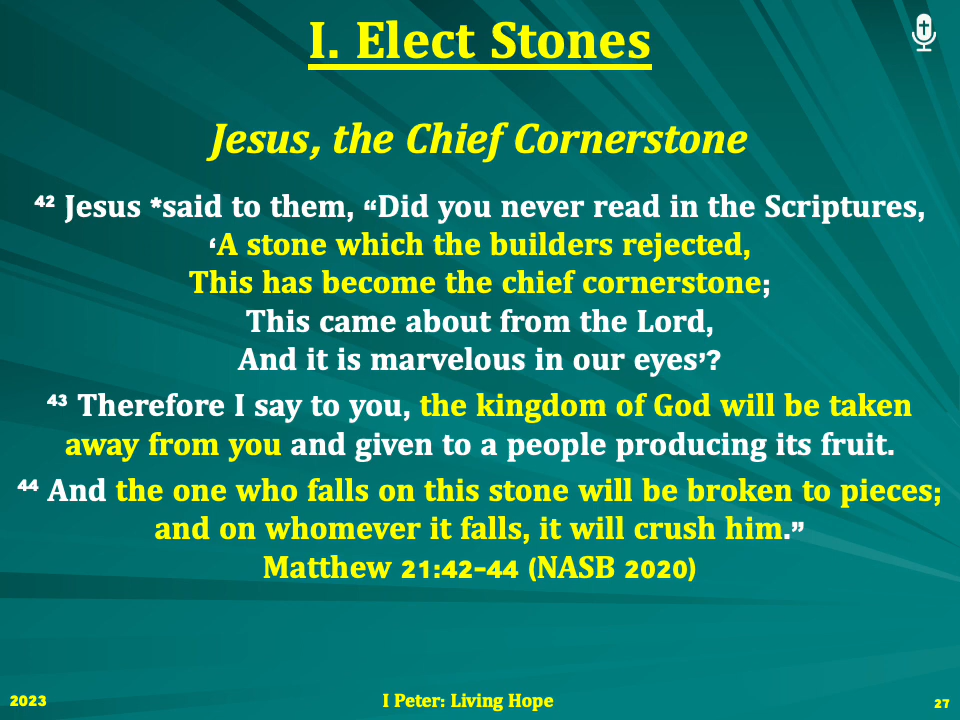 I. Elect Stones
Jesus, the Chief Cornerstone
⁴² Jesus *said to them, “Did you never read in the Scriptures,
‘A stone which the builders rejected,
This has become the chief cornerstone;
This came about from the Lord,
And it is marvelous in our eyes’?
⁴³ Therefore I say to you, the kingdom of God will be taken
away from you and given to a people producing its fruit.
⁴⁴ And the one who falls on this stone will be broken to pieces;
and on whomever it falls, it will crush him.”
Matthew 21:42–44 (NASB 2020)
2023
I Peter: Living Hope
27